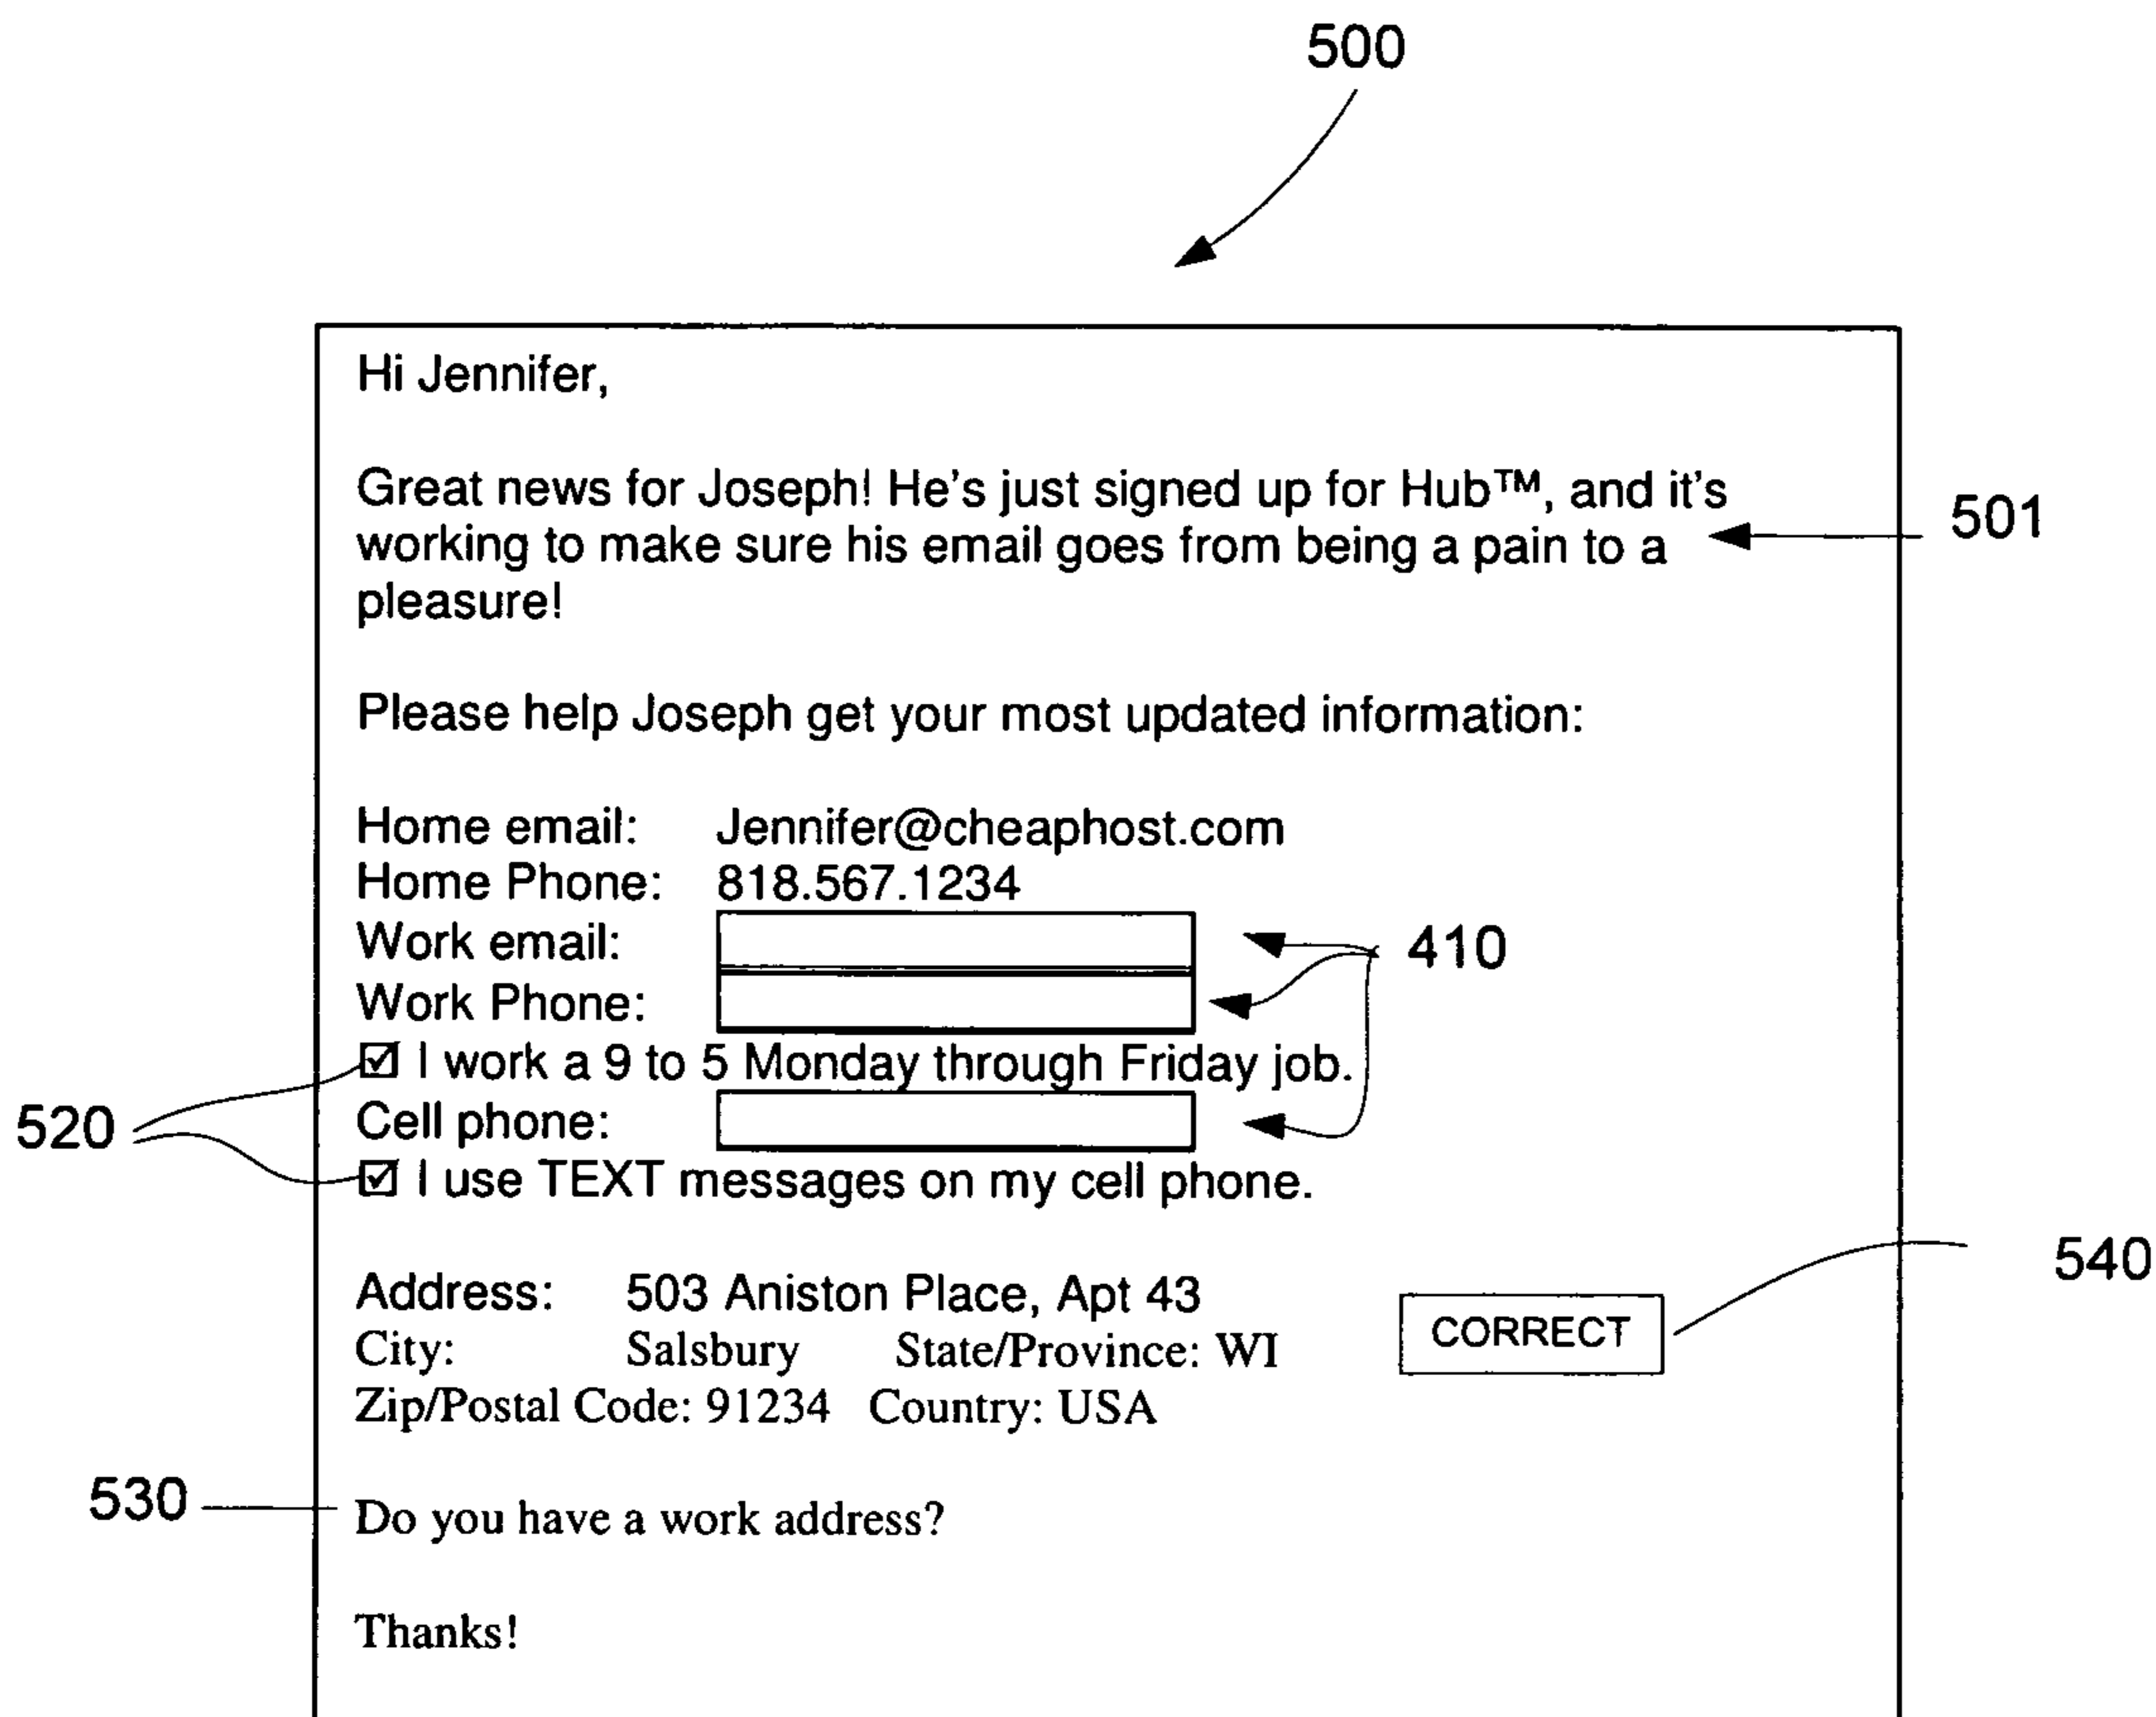 500
Hi Jennifer,
Great news for Joseph! He's just signed up for Hub™, and it's
501
working to make sure his email goes from being a pain to a
pleasure!
Please help Joseph get your most updated information:
Home email: Jennifer@cheaphost.com
Home Phone: 818.567.1234
Work email:
410
Work Phone:
☑ I work a 9 to 5 Monday through Friday job.
520
Cell phone:
☑ I use TEXT messages on my cell phone.
540
Address: 503 Aniston Place, Apt 43
CORRECT
City: Salsbury State/Province: WI
Zip/Postal Code: 91234 Country: USA
530
Do you have a work address?
Thanks!